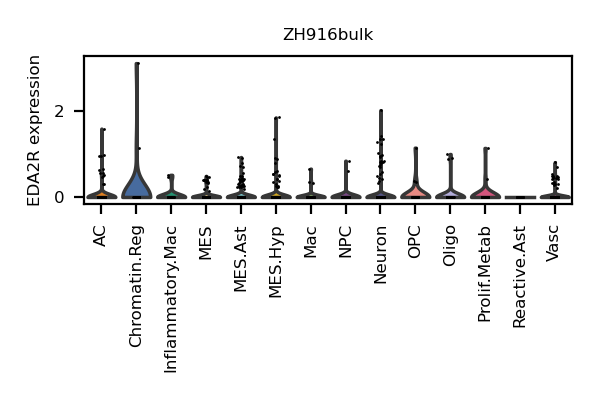 ZH916bulk
EDA2R expression
2
0
AC
Chromatin.Reg
Inflammatory.Mac
MES
MES.Ast
MES.Hyp
Mac
NPC
Neuron
OPC
Oligo
Prolif.Metab
Reactive.Ast
Vasc